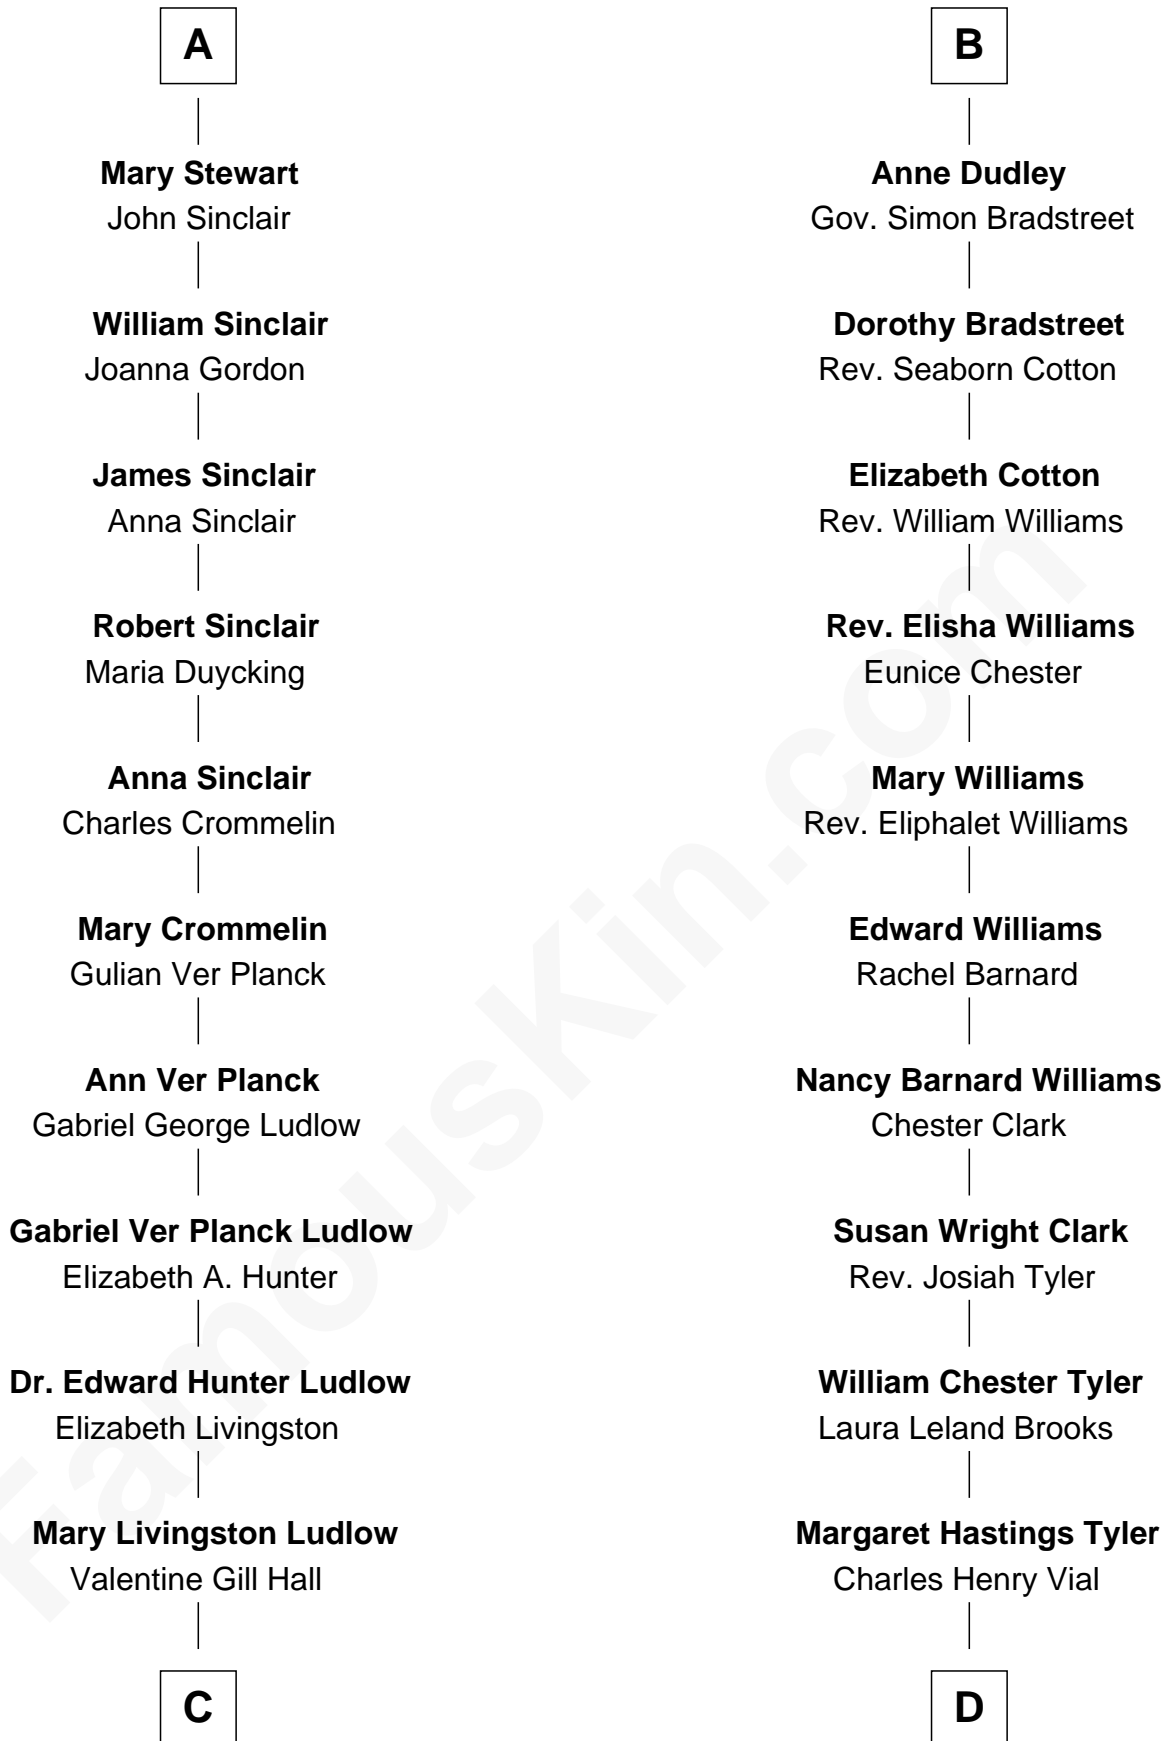 A
Mary Stewart
John Sinclair
William Sinclair
Joanna Gordon
James Sinclair
Anna Sinclair
Robert Sinclair
Maria Duycking
Anna Sinclair
Charles Crommelin
Mary Crommelin
Gulian Ver Planck
Ann Ver Planck
Gabriel George Ludlow
Gabriel Ver Planck Ludlow
Elizabeth A. Hunter
Dr. Edward Hunter Ludlow
Elizabeth Livingston
Mary Livingston Ludlow
Valentine Gill Hall
C
B
Anne Dudley
Gov. Simon Bradstreet
Dorothy Bradstreet
Rev. Seaborn Cotton
Elizabeth Cotton
Rev. William Williams
Rev. Elisha Williams
Eunice Chester
Mary Williams
Rev. Eliphalet Williams
Edward Williams
Rachel Barnard
Nancy Barnard Williams
Chester Clark
Susan Wright Clark
Rev. Josiah Tyler
William Chester Tyler
Laura Leland Brooks
Margaret Hastings Tyler
Charles Henry Vial
D
FamousKin.com